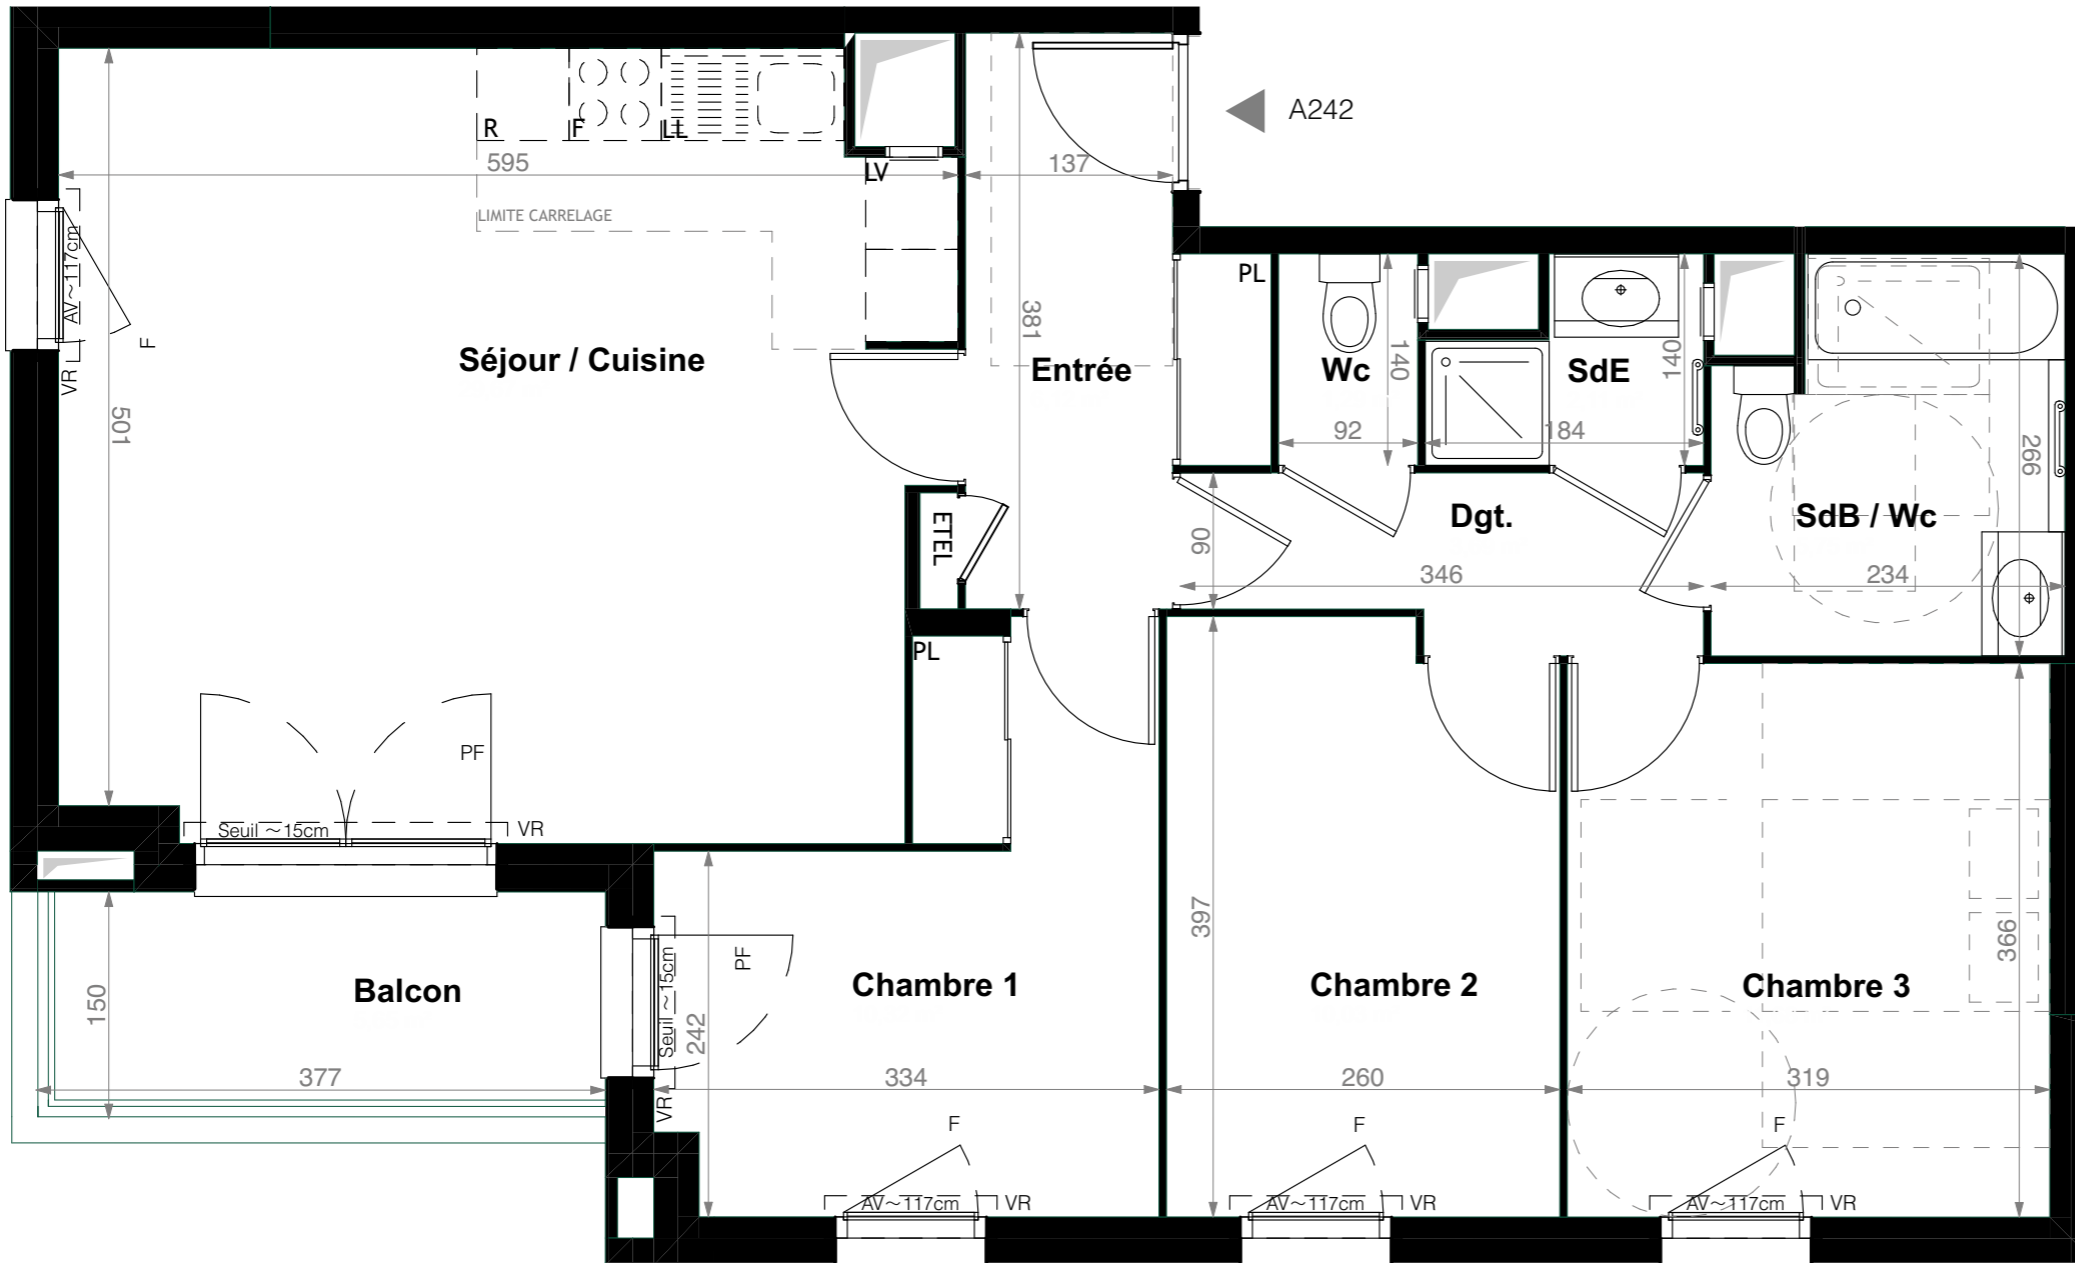 A242
R
F
LL
595
137
LV
LIMITE CARRELAGE
AV~117cm
F
VR
501
Séjour / Cuisine
381
Entrée
PL
Wc
140
92
SdE
140
184
266
SdB / Wc
ETEL
90
Dgt.
346
234
PL
PF
Seuil ~15cm
VR
Balcon
150
377
PF
Seuil ~15cm
VR
242
Chambre 1
334
F
AV~117cm
VR
397
Chambre 2
260
F
AV~117cm
VR
366
Chambre 3
319
F
AV~117cm
VR